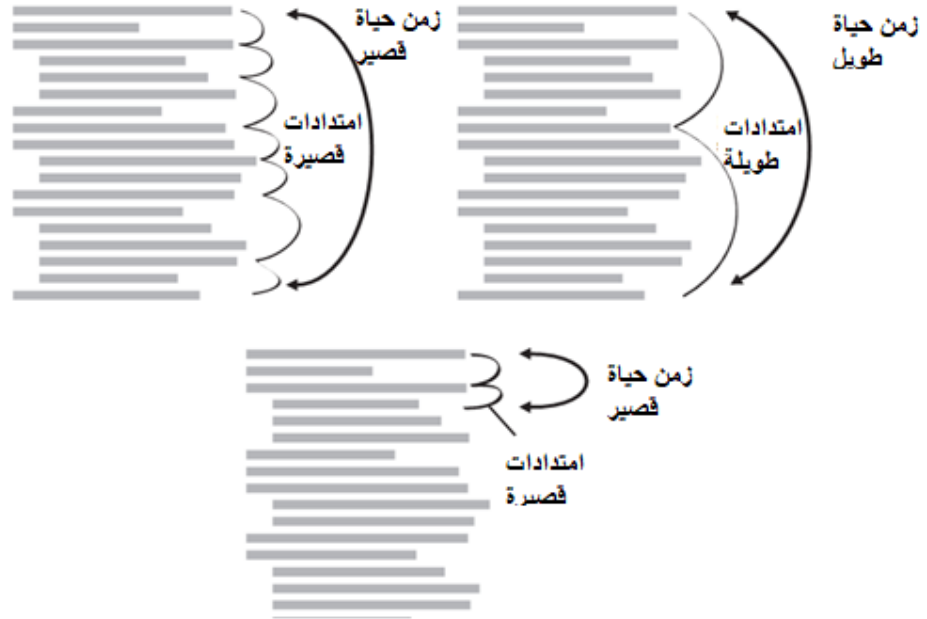 زمن حياة
قصير
امتدادات
قصيرة
زمن حياة
طويل
امتدادات
طويلة
زمن حياة
قصير
امتدادات
قصيرة